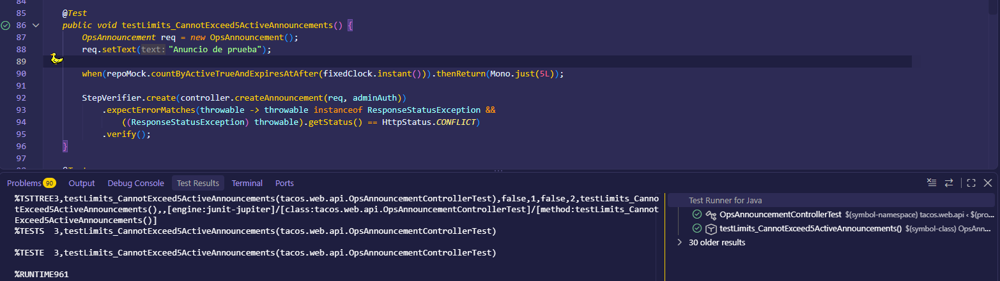 84
85 @Test
86 public void testLimits_CannotExceed5ActiveAnnouncements() {
87 OpsAnnouncement req = new OpsAnnouncement();
88 req.setText(text: "Anuncio de prueba");
89
90 when(repoMock.countByActiveTrueAndExpiresAtAfter(fixedClock.instant())).thenReturn(Mono.just(5L));
91
92 StepVerifier.create(controller.createAnnouncement(req, adminAuth))
93 .expectErrorMatches(throwable -> throwable instanceof ResponseStatusException &&
94 ((ResponseStatusException) throwable).getStatus() == HttpStatus.CONFLICT)
95 .verify();
96 }
97
98 @Test
Problems 90 Output Debug Console Test Results Terminal Ports
%TSTTREE3,testLimits_CannotExceed5ActiveAnnouncements(tacos.web.api.OpsAnnouncementControllerTest),false,1,false,2,testLimits_Canno
tExceed5ActiveAnnouncements(),,[engine:junit-jupiter]/[class:tacos.web.api.OpsAnnouncementControllerTest]/[method:testLimits_CannotE
xceed5ActiveAnnouncements()]
%TESTS 3,testLimits_CannotExceed5ActiveAnnouncements(tacos.web.api.OpsAnnouncementControllerTest)
%TESTE 3,testLimits_CannotExceed5ActiveAnnouncements(tacos.web.api.OpsAnnouncementControllerTest)
%RUNTIME961
Test Runner for Java
OpsAnnouncementControllerTest $(symbol-namespace) tacos.web.api < $(pro...
testLimits_CannotExceed5ActiveAnnouncements() $(symbol-class) OpsAnn...
30 older results